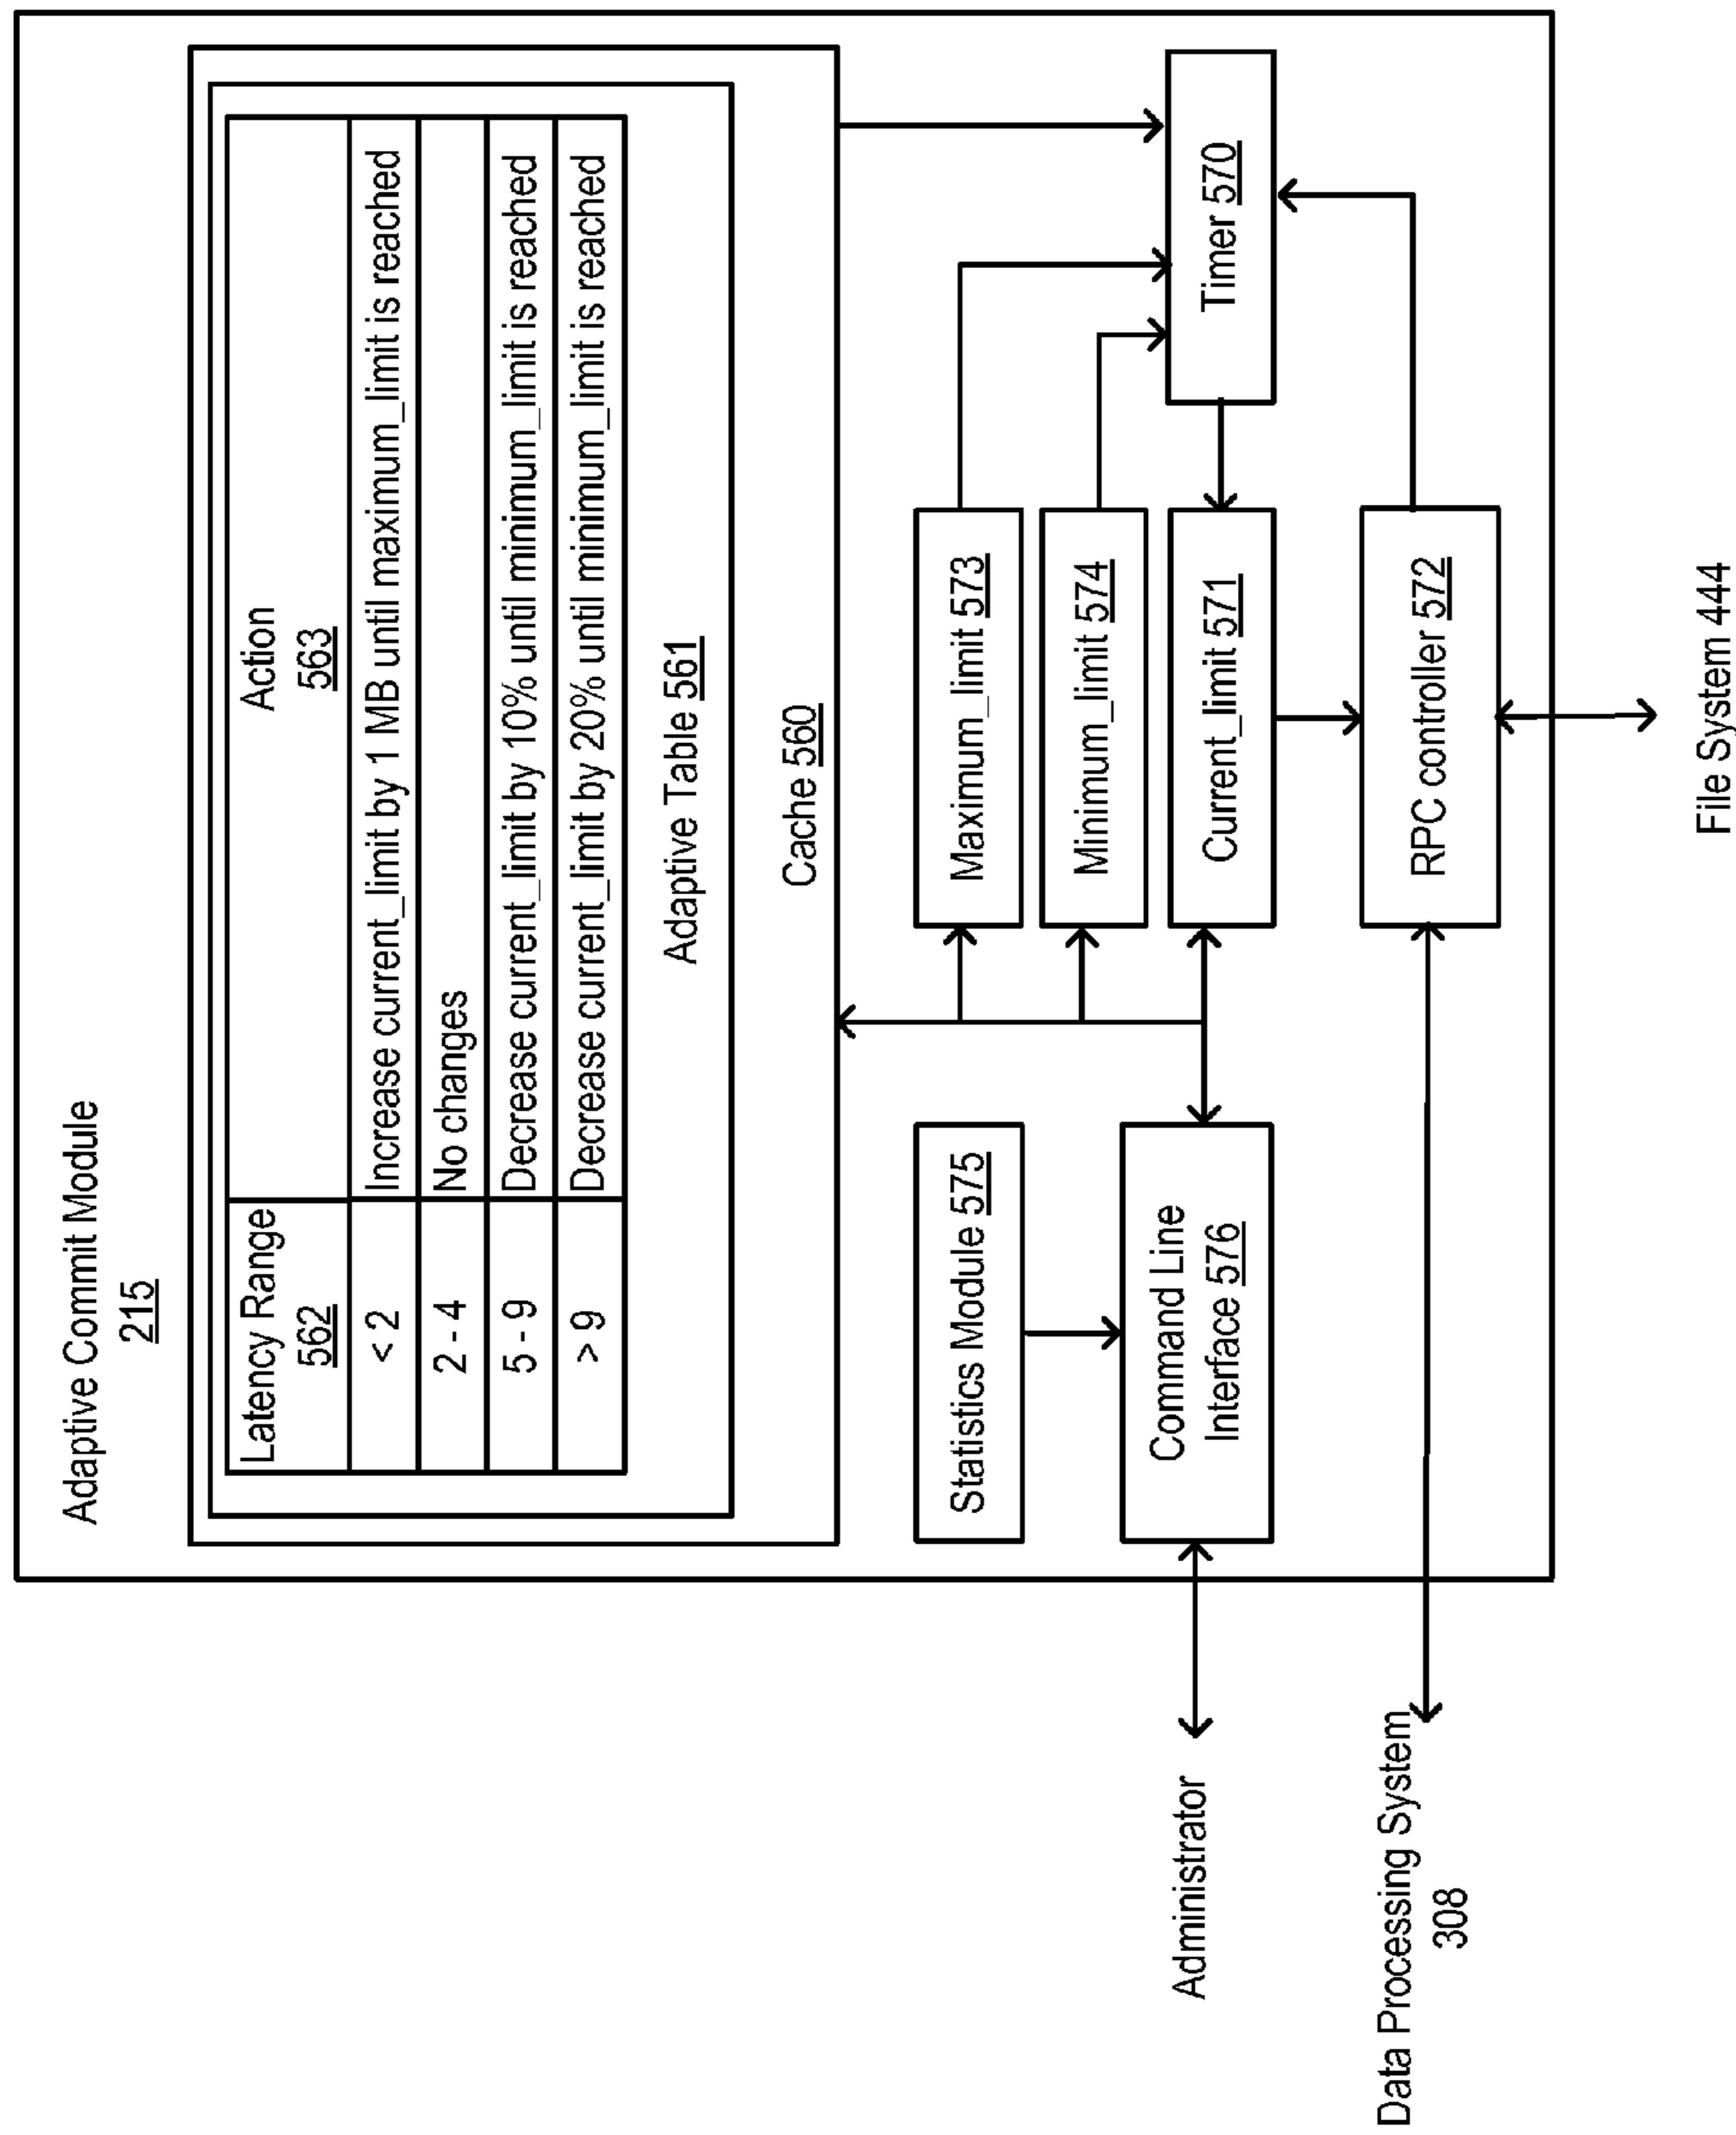 Adaptive Commit Module
215
Latency Range
562
Action
563
< 2
Increase current_limit by 1 MB until maximum_limit is reached
2 - 4
No changes
5 - 9
Decrease current_limit by 10% until minimum_limit is reached
> 9
Decrease current_limit by 20% until minimum_limit is reached
Adaptive Table 561
Cache 560
Statistics Module 575
Maximum_limit 573
Minimum_limit 574
Command Line
Interface 576
Current_limit 571
Timer 570
RPC controller 572
Administrator
Data Processing System
308
File System 444